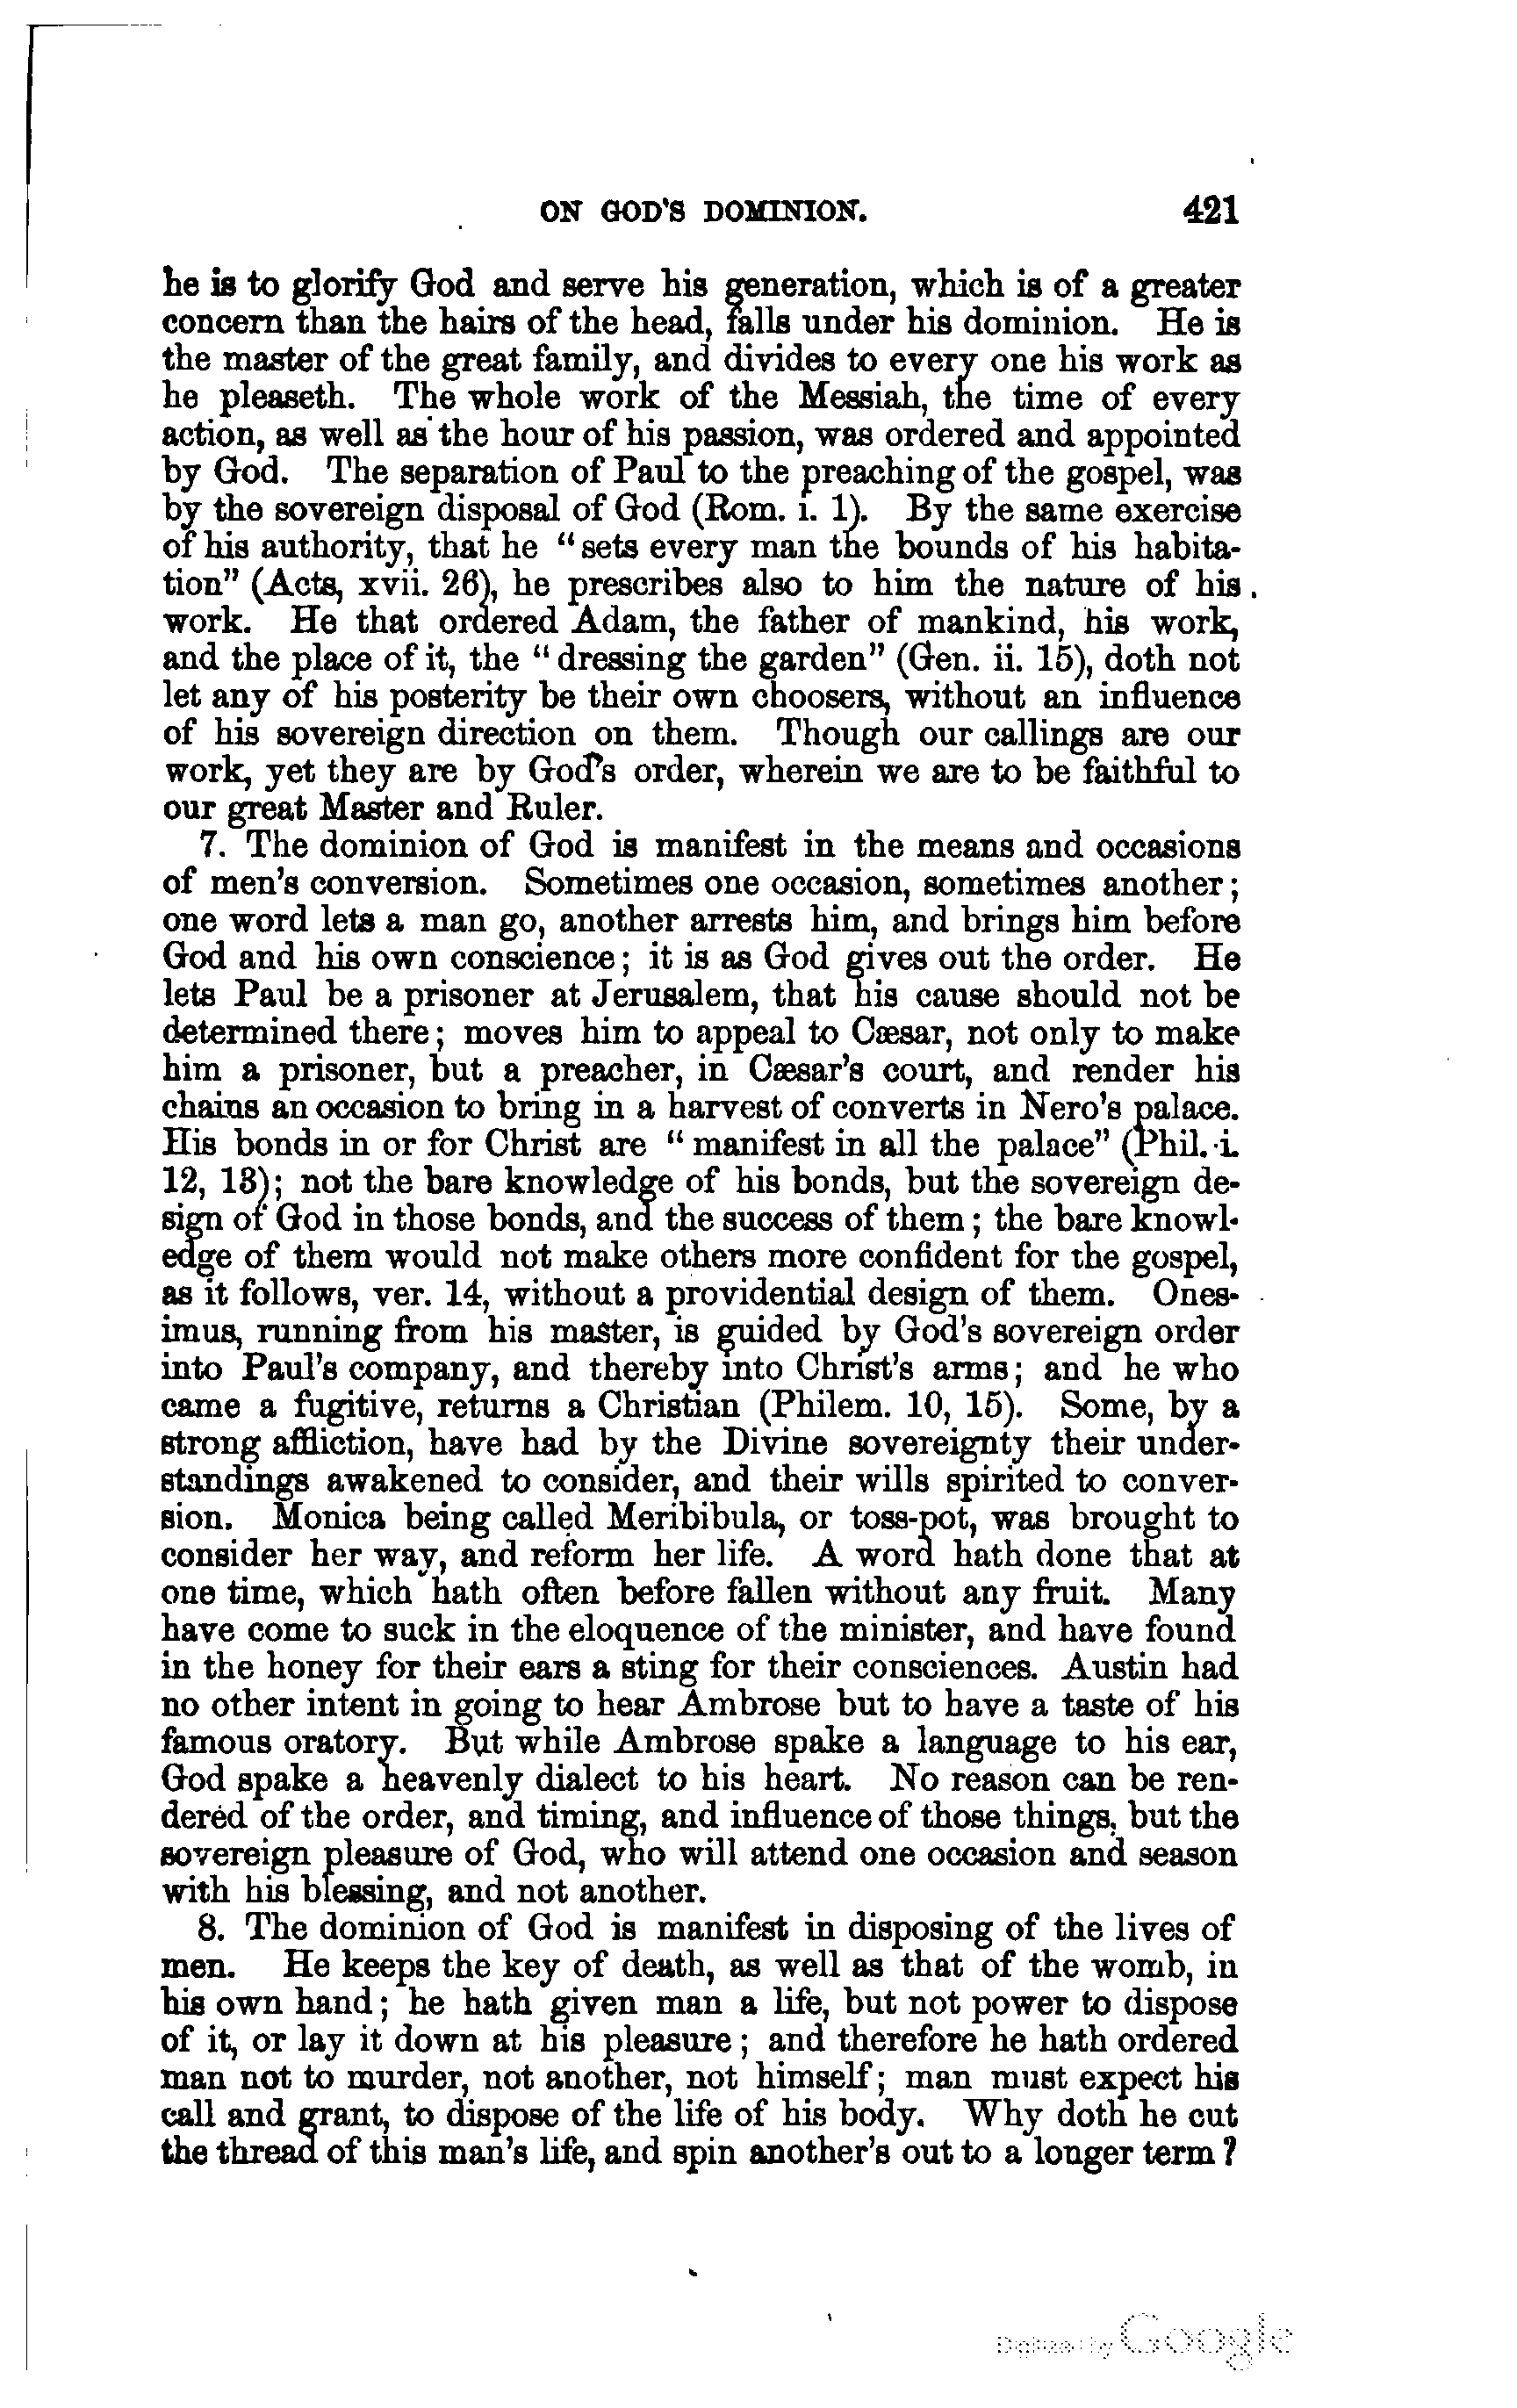 ON GOD'S DOMINION. 421
he is to glorify God and serve his generation, which is of a greater
concern than the hairs of the head, falls under his dominion. He is
the master of the great family, and divides to every one his work as
he pleaseth. The whole work of the Messiah, the time of every
action, as well as the hour of his passion, was ordered and appointed
by God. The separation of Paul to the preaching of the gospel, was
by the sovereign disposal of God (Rom. i. 1). By the same exercise
of his authority, that he “sets every man the bounds of his habita-
tion” (Acts, xvii. 26), he prescribes also to him the nature of his
work. He that ordered Adam, the father of mankind, his work,
and the place of it, the “dressing the garden” (Gen. ii. 15), doth not
let any of his posterity be their own choosers, without an influence
of his sovereign direction on them. Though our callings are our
work, yet they are by God's order, wherein we are to be faithful to
our great Master and Ruler.
7. The dominion of God is manifest in the means and occasions
of men's conversion. Sometimes one occasion, sometimes another;
one word lets a man go, another arrests him, and brings him before
God and his own conscience; it is as God gives out the order. He
lets Paul be a prisoner at Jerusalem, that his cause should not be
determined there; moves him to appeal to Cæsar, not only to make
him a prisoner, but a preacher, in Cæsar's court, and render his
chains an occasion to bring in a harvest of converts in Nero's palace.
His bonds in or for Christ are “manifest in all the palace” (Phil. i.
12, 13); not the bare knowledge of his bonds, but the sovereign de-
sign of God in those bonds, and the success of them; the bare knowl-
edge of them would not make others more confident for the gospel,
as it follows, ver. 14, without a providential design of them. Ones-
imus, running from his master, is guided by God's sovereign order
into Paul's company, and thereby into Christ's arms; and he who
came a fugitive, returns a Christian (Philem. 10, 15). Some, by a
strong affliction, have had by the Divine sovereignty their under-
standings awakened to consider, and their wills spirited to conver-
sion. Monica being called Meribibula, or toss-pot, was brought to
consider her way, and reform her life. A word hath done that at
one time, which hath often before fallen without any fruit. Many
have come to suck in the eloquence of the minister, and have found
in the honey for their ears a sting for their consciences. Austin had
no other intent in going to hear Ambrose but to have a taste of his
famous oratory. But while Ambrose spake a language to his ear,
God spake a heavenly dialect to his heart. No reason can be ren-
dered of the order, and timing, and influence of those things, but the
sovereign pleasure of God, who will attend one occasion and season
with his blessing, and not another.
8. The dominion of God is manifest in disposing of the lives of
men. He keeps the key of death, as well as that of the womb, in
his own hand; he hath given man a life, but not power to dispose
of it, or lay it down at his pleasure; and therefore he hath ordered
man not to murder, not another, not himself; man must expect his
call and grant, to dispose of the life of his body. Why doth he cut
the thread of this man's life, and spin another's out to a longer term?
Digitized by Google